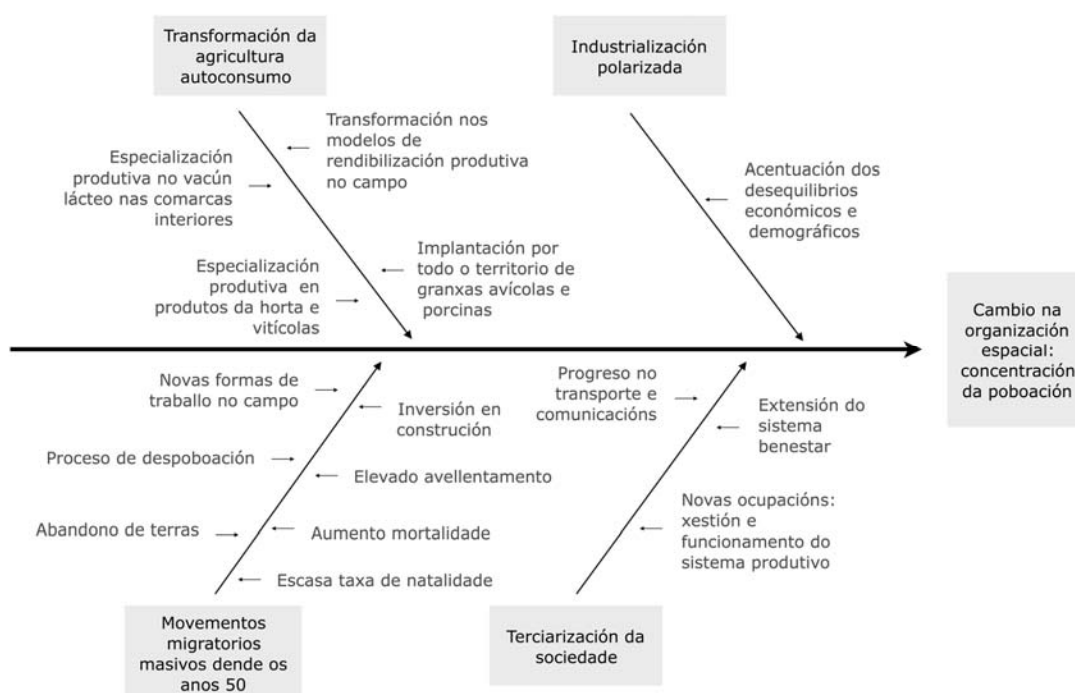 Transformación da
agricultura
autoconsumo
Industrialización
polarizada
Transformación nos
modelos de
rendibilización produtiva
no campo
Especialización
produtiva no vacún
lácteo nas comarcas
interiores
Acentuación dos
desequilibrios
económicos e
demográficos
Implantación por
todo o territorio de
granxas avícolas e
porcinas
Especialización
produtiva en
produtos da horta e
vitícolas
Cambio na
organización
espacial:
concentración
da poboación
Novas formas de
traballo no campo
Inversión en
construción
Proceso de despoboación
Elevado avellentamento
Abandono de terras
Aumento mortalidade
Escasa taxa de natalidade
Progreso no
transporte e
comunicacións
Extensión do
sistema
benestar
Novas ocupacións:
xestión e
funcionamento do
sistema produtivo
Movementos
migratorios
masivos dende os
anos 50
Terciarización da
sociedade